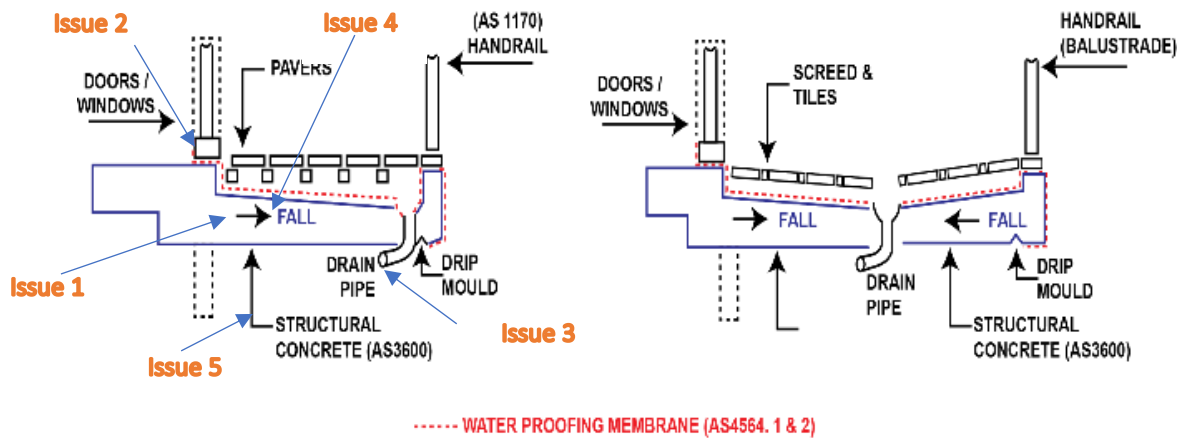 Issue 2
Issue 4
(AS 1170)
HANDRAIL
PAVERS
DOORS /
WINDOWS
FALL
Issue 1
DRAIN
PIPE
DRIP
MOULD
Issue 3
STRUCTURAL
CONCRETE (AS3600)
Issue 5
HANDRAIL
(BALUSTRADE)
SCREED &
TILES
DOORS /
WINDOWS
FALL
FALL
DRAIN
PIPE
DRIP
MOULD
STRUCTURAL
CONCRETE (AS3600)
WATER PROOFING MEMBRANE (AS4564. 1 & 2)